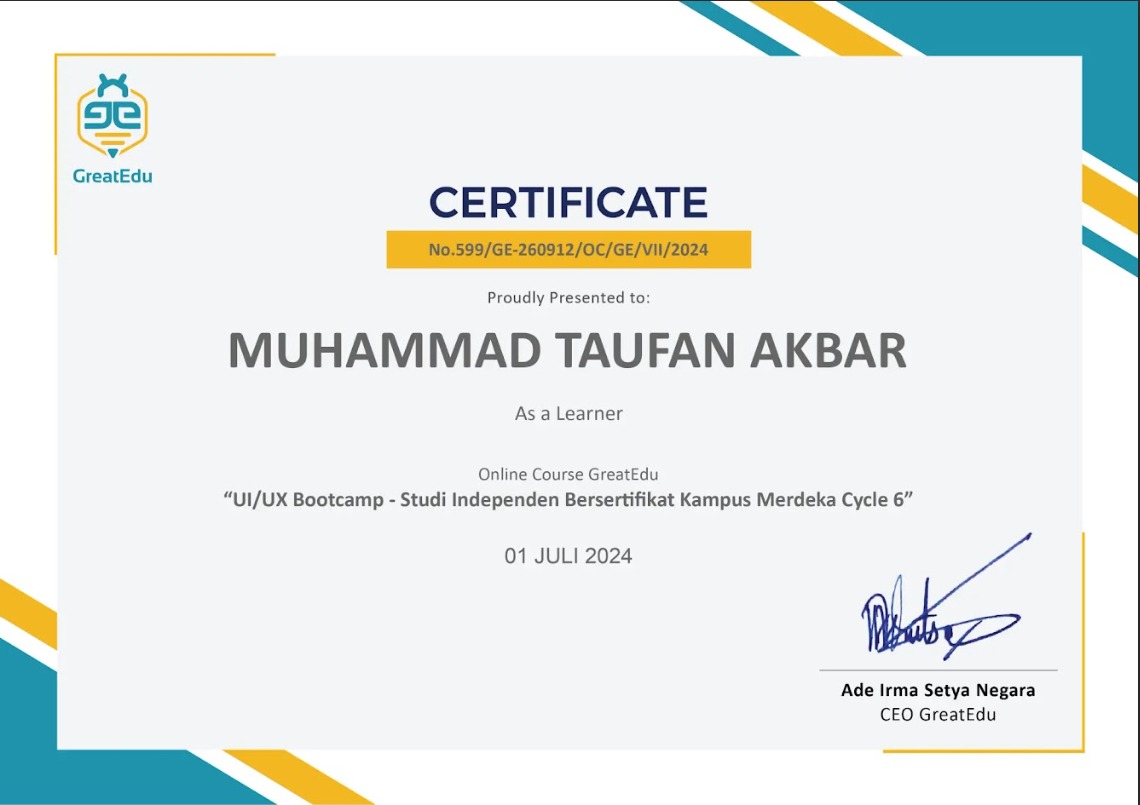 GreatEdu
CERTIFICATE
No.599/GE-260912/OC/GE/VII/2024
Proudly Presented to:
MUHAMMAD TAUFAN AKBAR
As a Learner
Online Course GreatEdu
“UI/UX Bootcamp - Studi Independen Bersertifikat Kampus Merdeka Cycle 6”
01 JULI 2024
Ade Irma Setya Negara
CEO GreatEdu